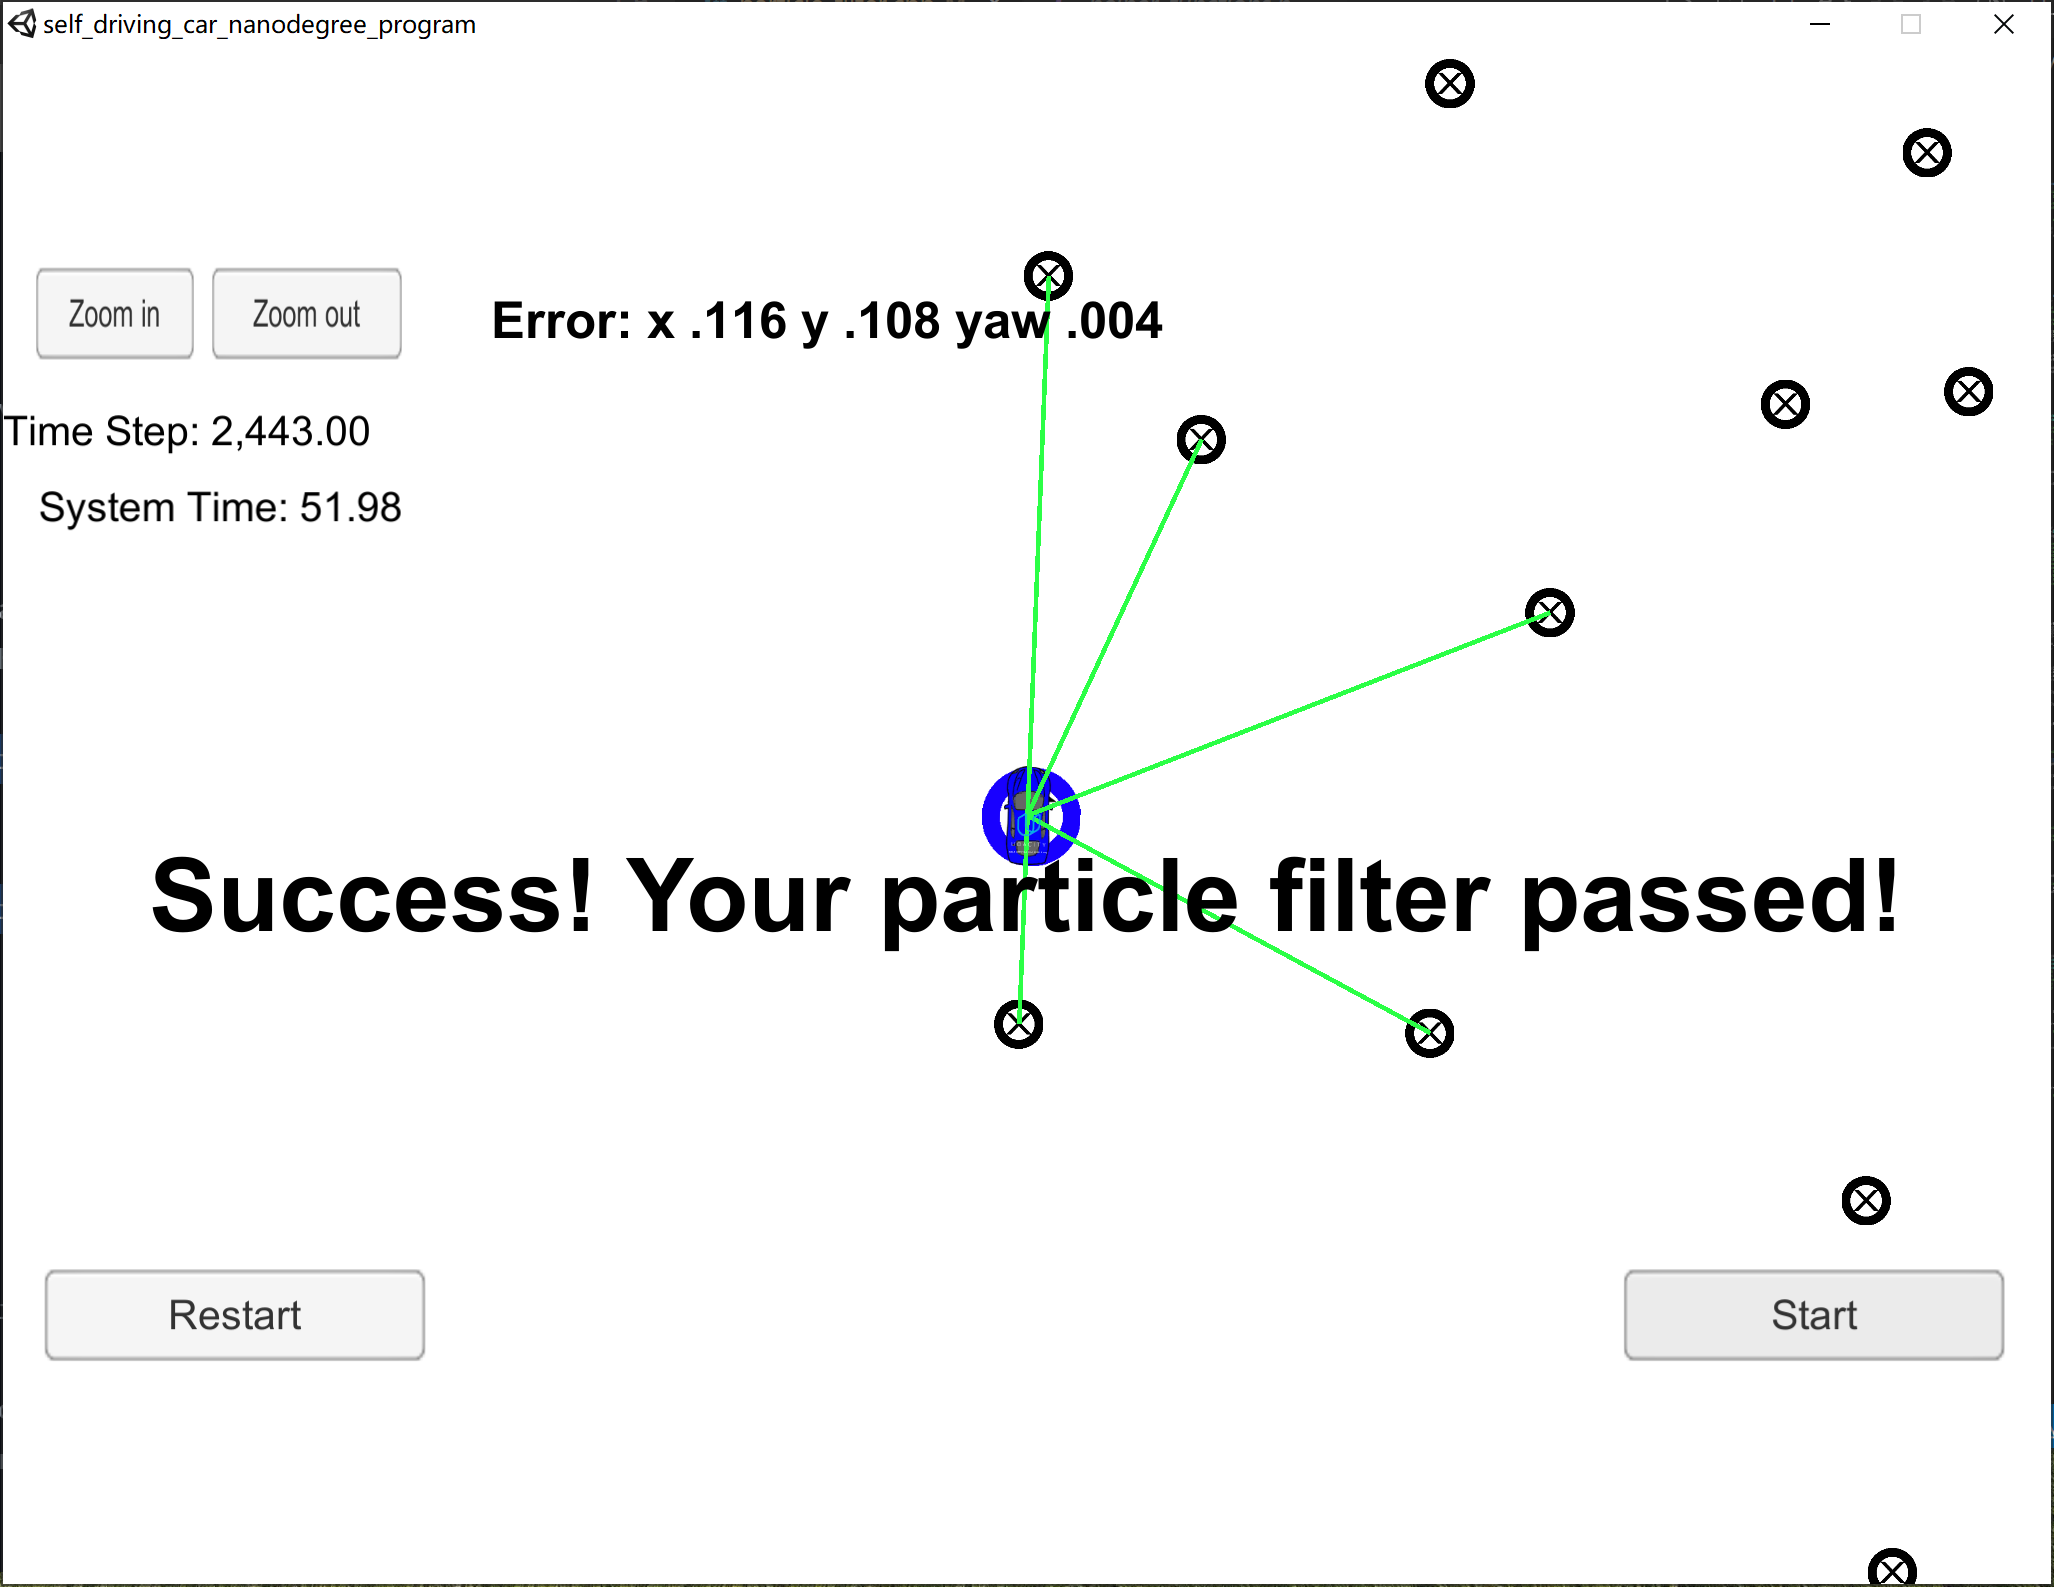 self_driving_car_nanodegree_program
Zoom in
Zoom out
Error: x .116 y .108 yaw .004
Time Step: 2,443.00
System Time: 51.98
Success! Your particle filter passed!
Restart
Start